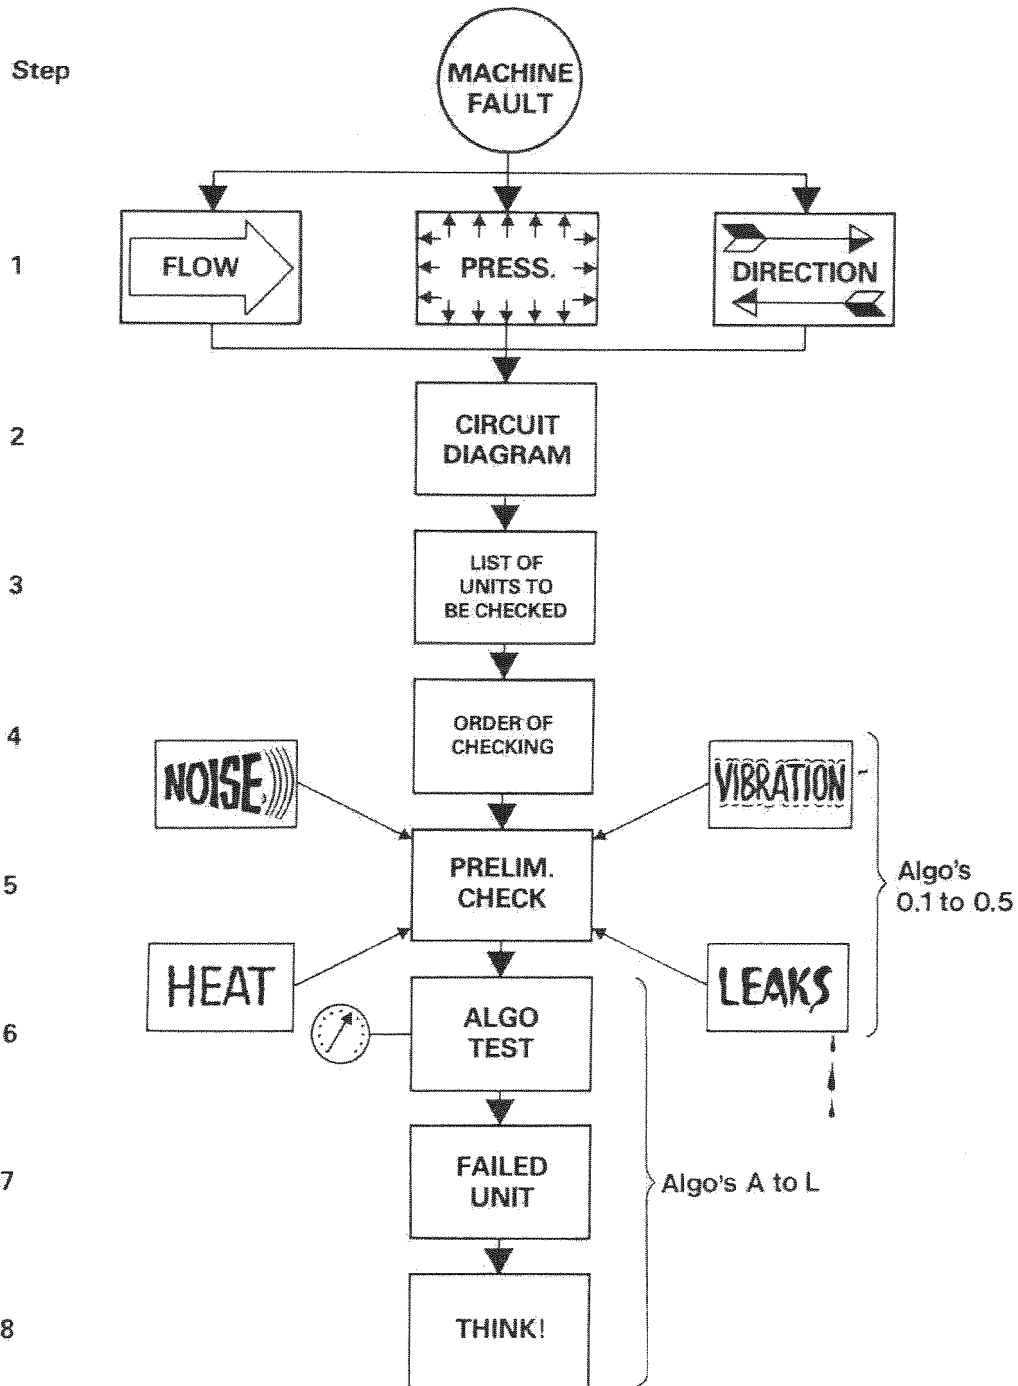 Step
MACHINE
FAULT
1
FLOW
PRESS.
DIRECTION
2
CIRCUIT
DIAGRAM
3
LIST OF
UNITS TO
BE CHECKED
4
ORDER OF
CHECKING
NOISE
VIBRATION
5
PRELIM.
CHECK
Algo's
0.1 to 0.5
HEAT
LEAKS
6
ALGO
TEST
7
FAILED
UNIT
Algo's A to L
8
THINK!